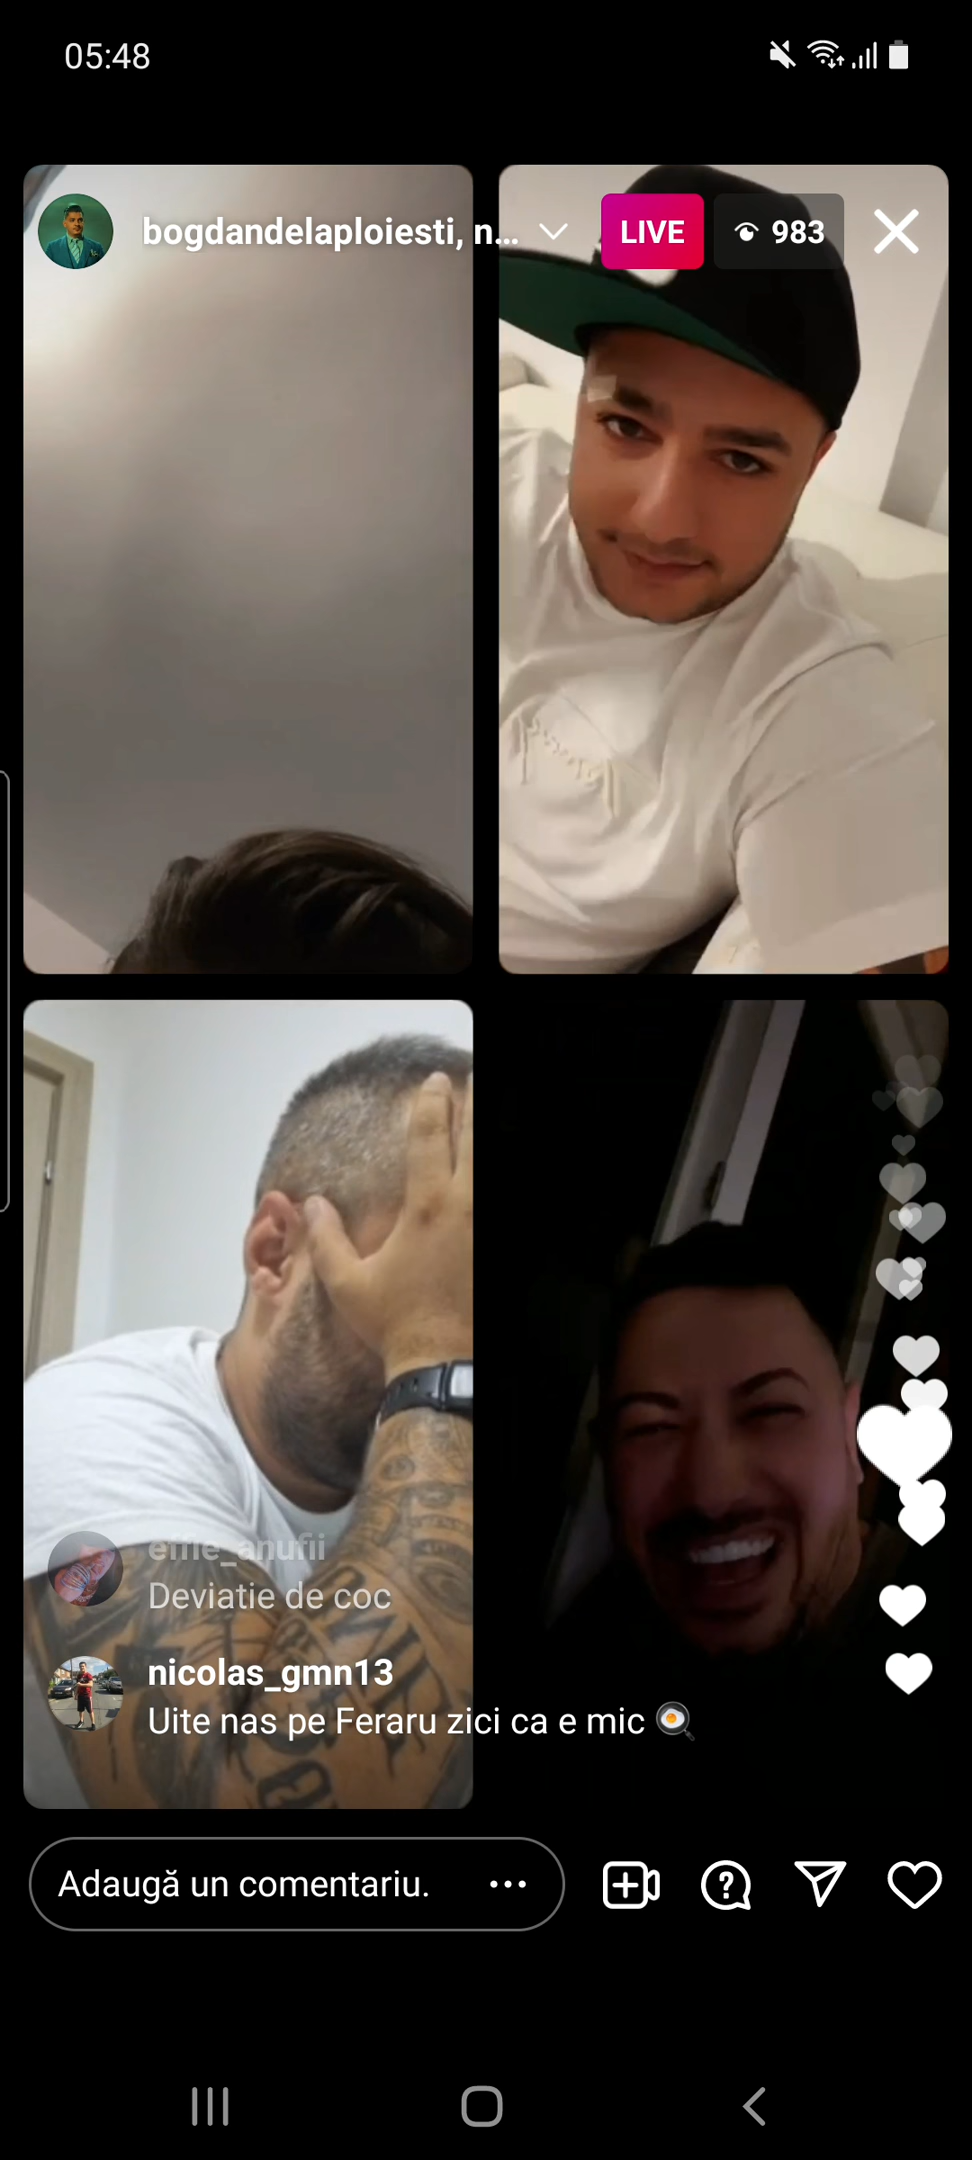 05:48
bogdandelaploiesti, n...
LIVE
983
effie_anufii
Deviatie de coc
nicolas_gmn13
Uite nas pe Feraru zici ca e mic 🍳
Adaugă un comentariu.